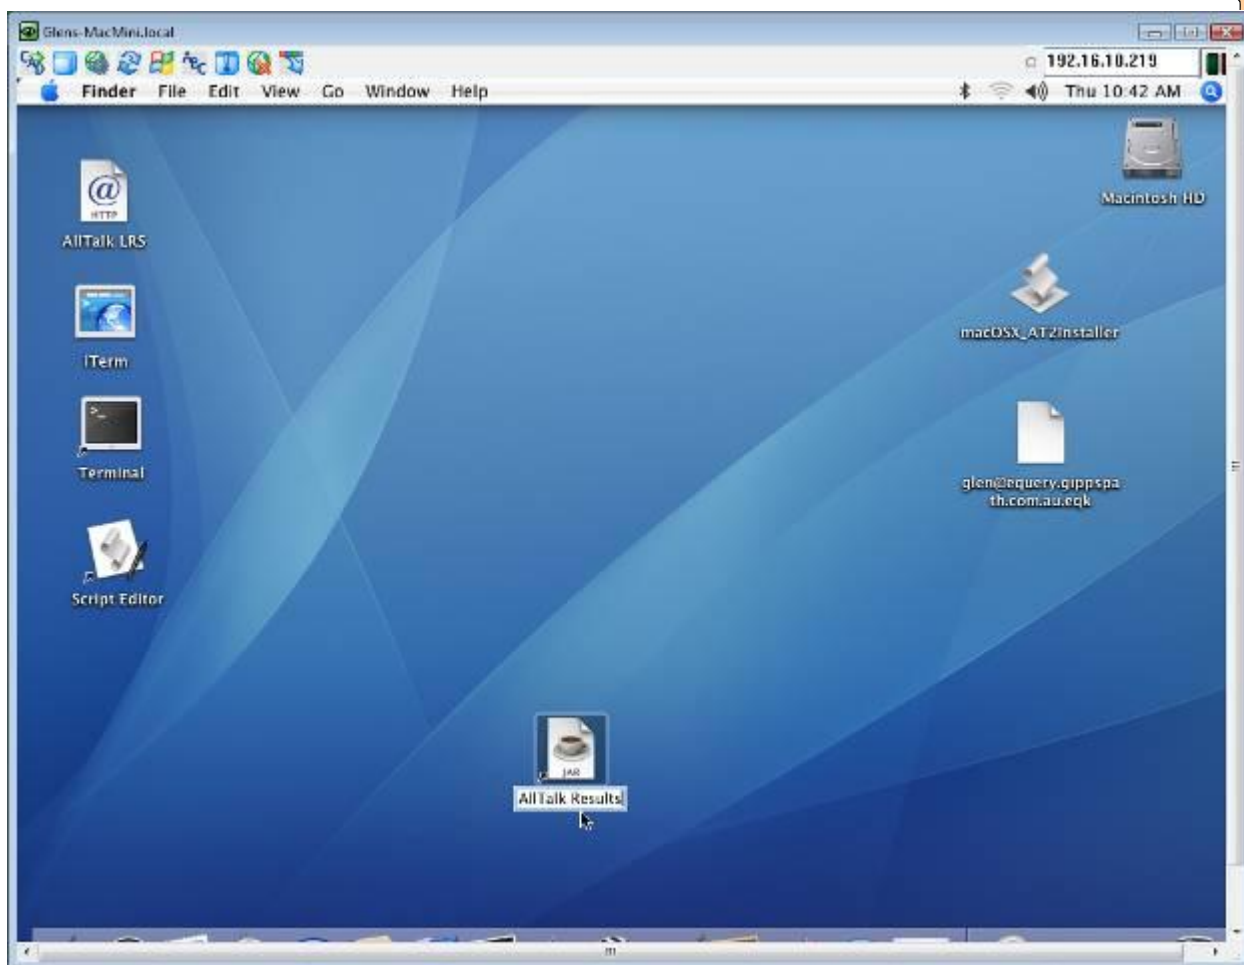 Glens-MacMini.local
192.16.10.219
Finder File Edit View Go Window Help
Thu 10:42 AM
Macintosh HD
@
HTTP
AllTalk LRS
macOSX_AT2Installer
iTerm
>_
Terminal
glen@equery.gippspa
th.com.au.eqk
Script Editor
JAR
AllTalk Results